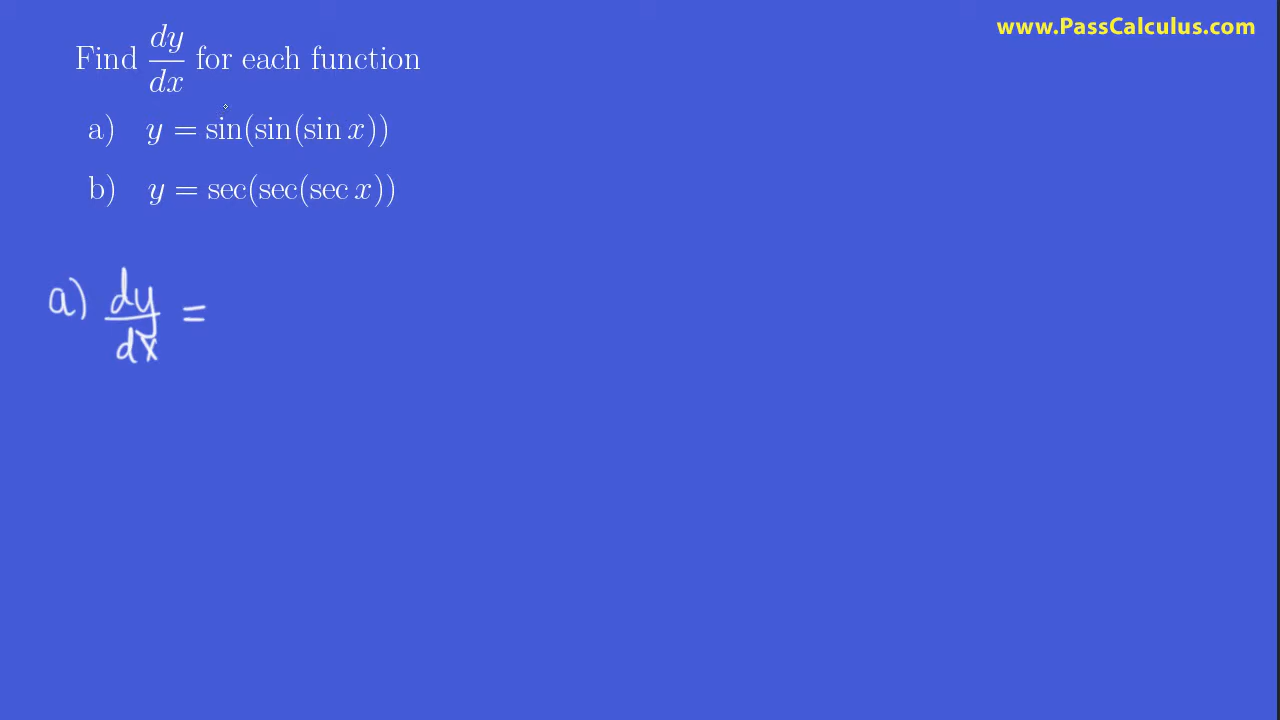 www.PassCalculus.com
Find dy/dx for each function
a) y = sin(sin(sin x))
b) y = sec(sec(sec x))
a) dy/dx =